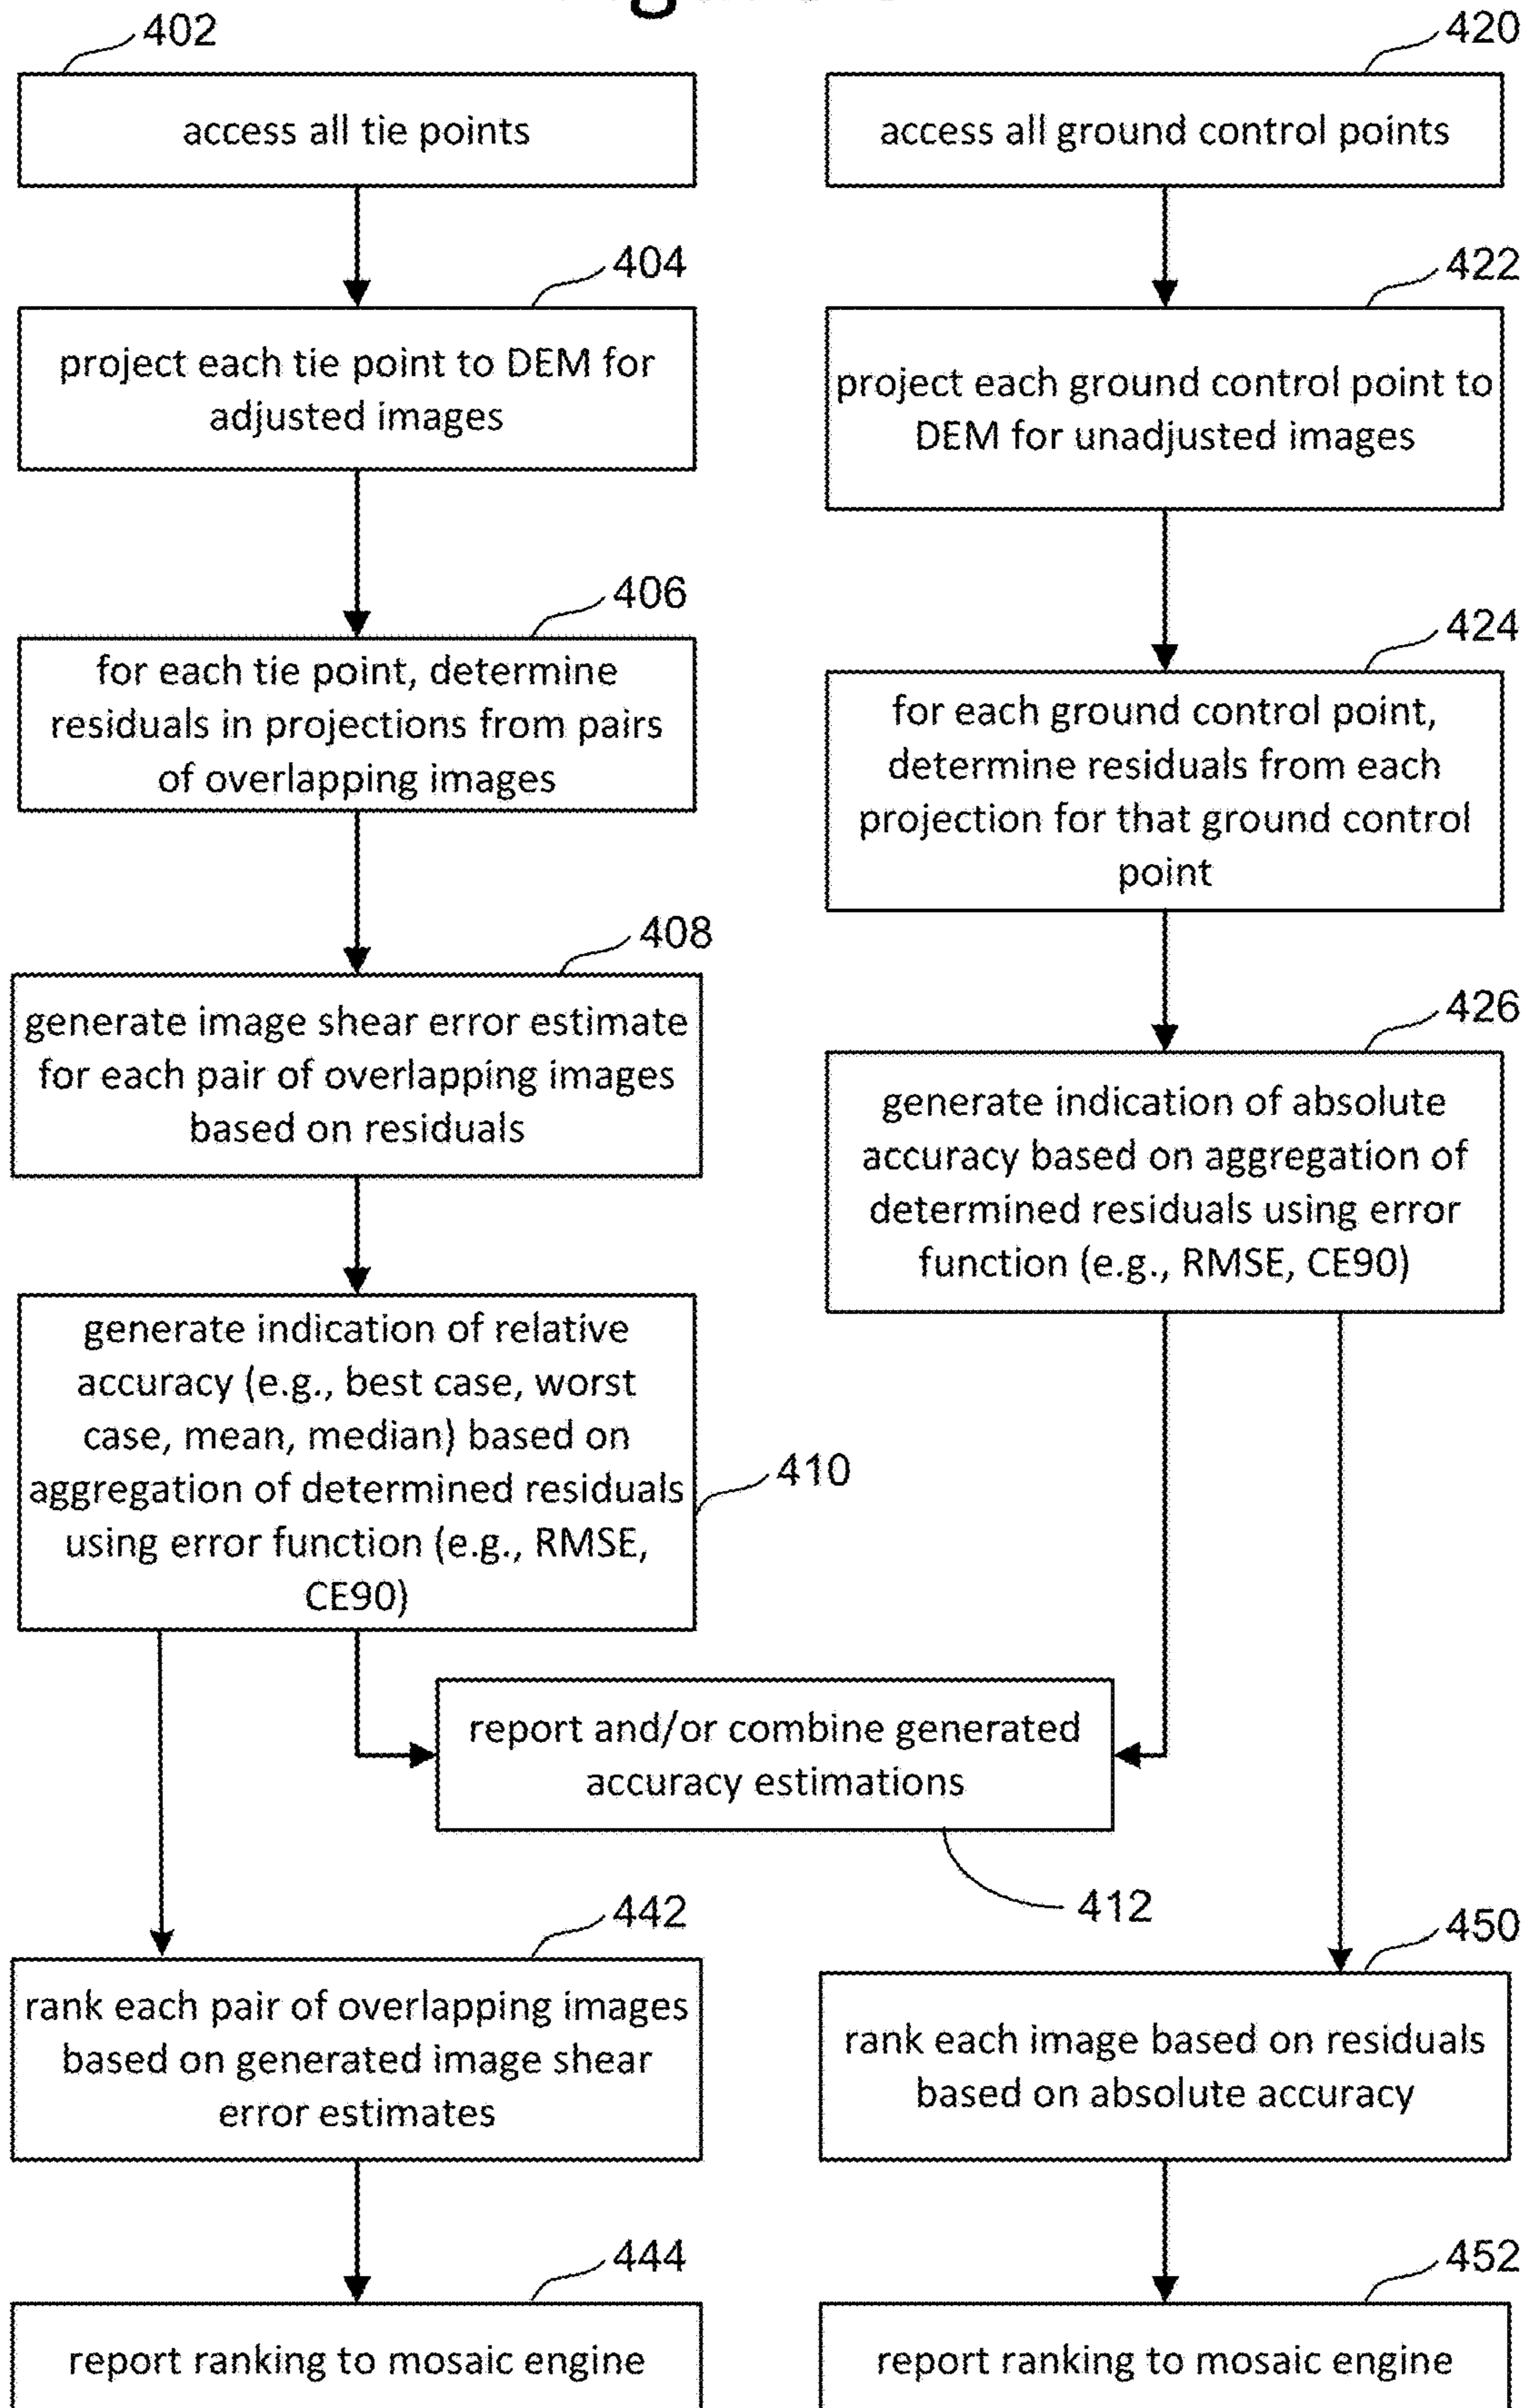 402
access all tie points
404
project each tie point to DEM for
adjusted images
406
for each tie point, determine
residuals in projections from pairs
of overlapping images
408
generate image shear error estimate
for each pair of overlapping images
based on residuals
generate indication of relative
accuracy (e.g., best case, worst
case, mean, median) based on
aggregation of determined residuals
using error function (e.g., RMSE,
CE90)
410
420
access all ground control points
422
project each ground control point to
DEM for unadjusted images
424
for each ground control point,
determine residuals from each
projection for that ground control
point
426
generate indication of absolute
accuracy based on aggregation of
determined residuals using error
function (e.g., RMSE, CE90)
report and/or combine generated
accuracy estimations
412
442
rank each pair of overlapping images
based on generated image shear
error estimates
444
report ranking to mosaic engine
450
rank each image based on residuals
based on absolute accuracy
452
report ranking to mosaic engine